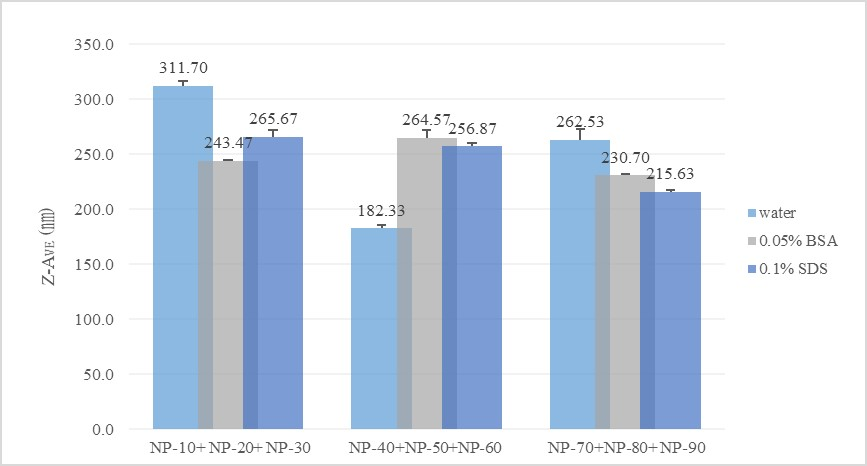 350.0
300.0
250.0
200.0
150.0
100.0
50.0
0.0
Z-AVE (nm)
311.70
243.47
265.67
182.33
264.57
256.87
262.53
230.70
215.63
NP-10+ NP-20+ NP-30
NP-40+NP-50+NP-60
NP-70+NP-80+NP-90
water
0.05% BSA
0.1% SDS